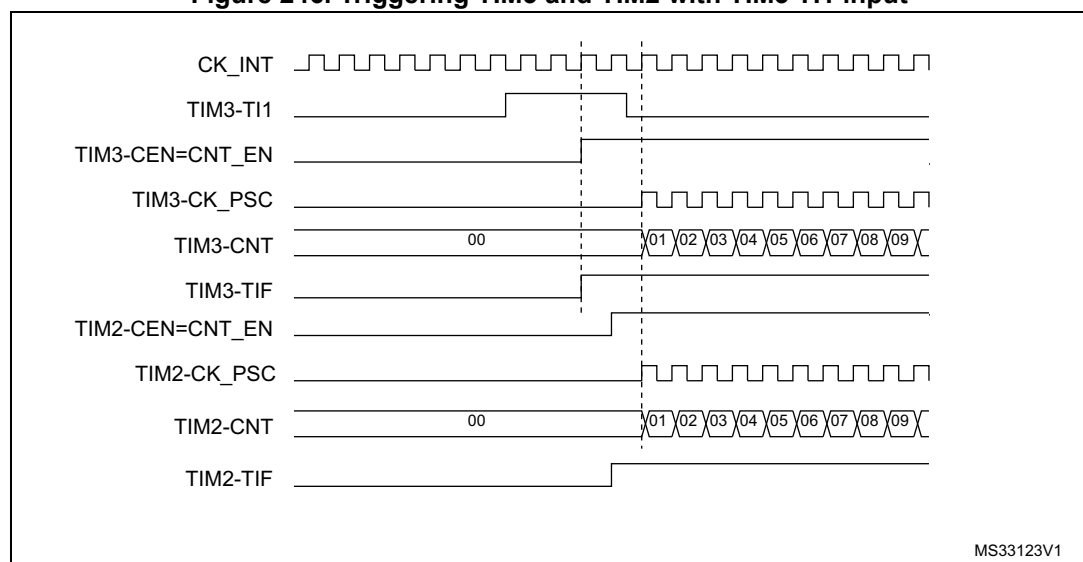 CK_INT
TIM3-TI1
TIM3-CEN=CNT_EN
TIM3-CK_PSC
TIM3-CNT 00 01 02 03 04 05 06 07 08 09
TIM3-TIF
TIM2-CEN=CNT_EN
TIM2-CK_PSC
TIM2-CNT 00 01 02 03 04 05 06 07 08 09
TIM2-TIF
MS33123V1